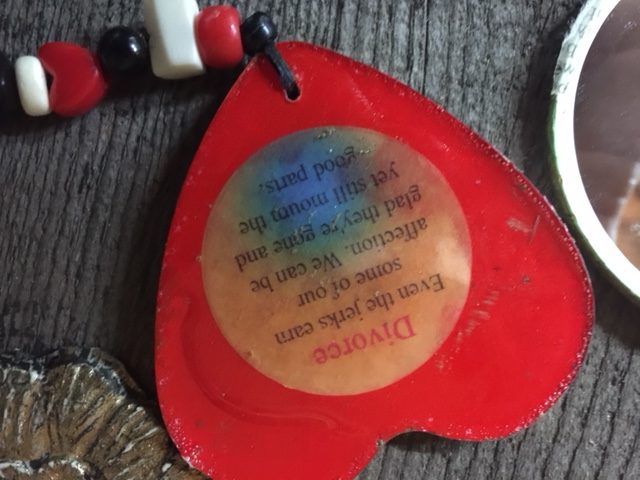 Divorce
Even the jerks earn
some of our
affection. We can be
glad they're gone and
yet still mourn the
good parts,